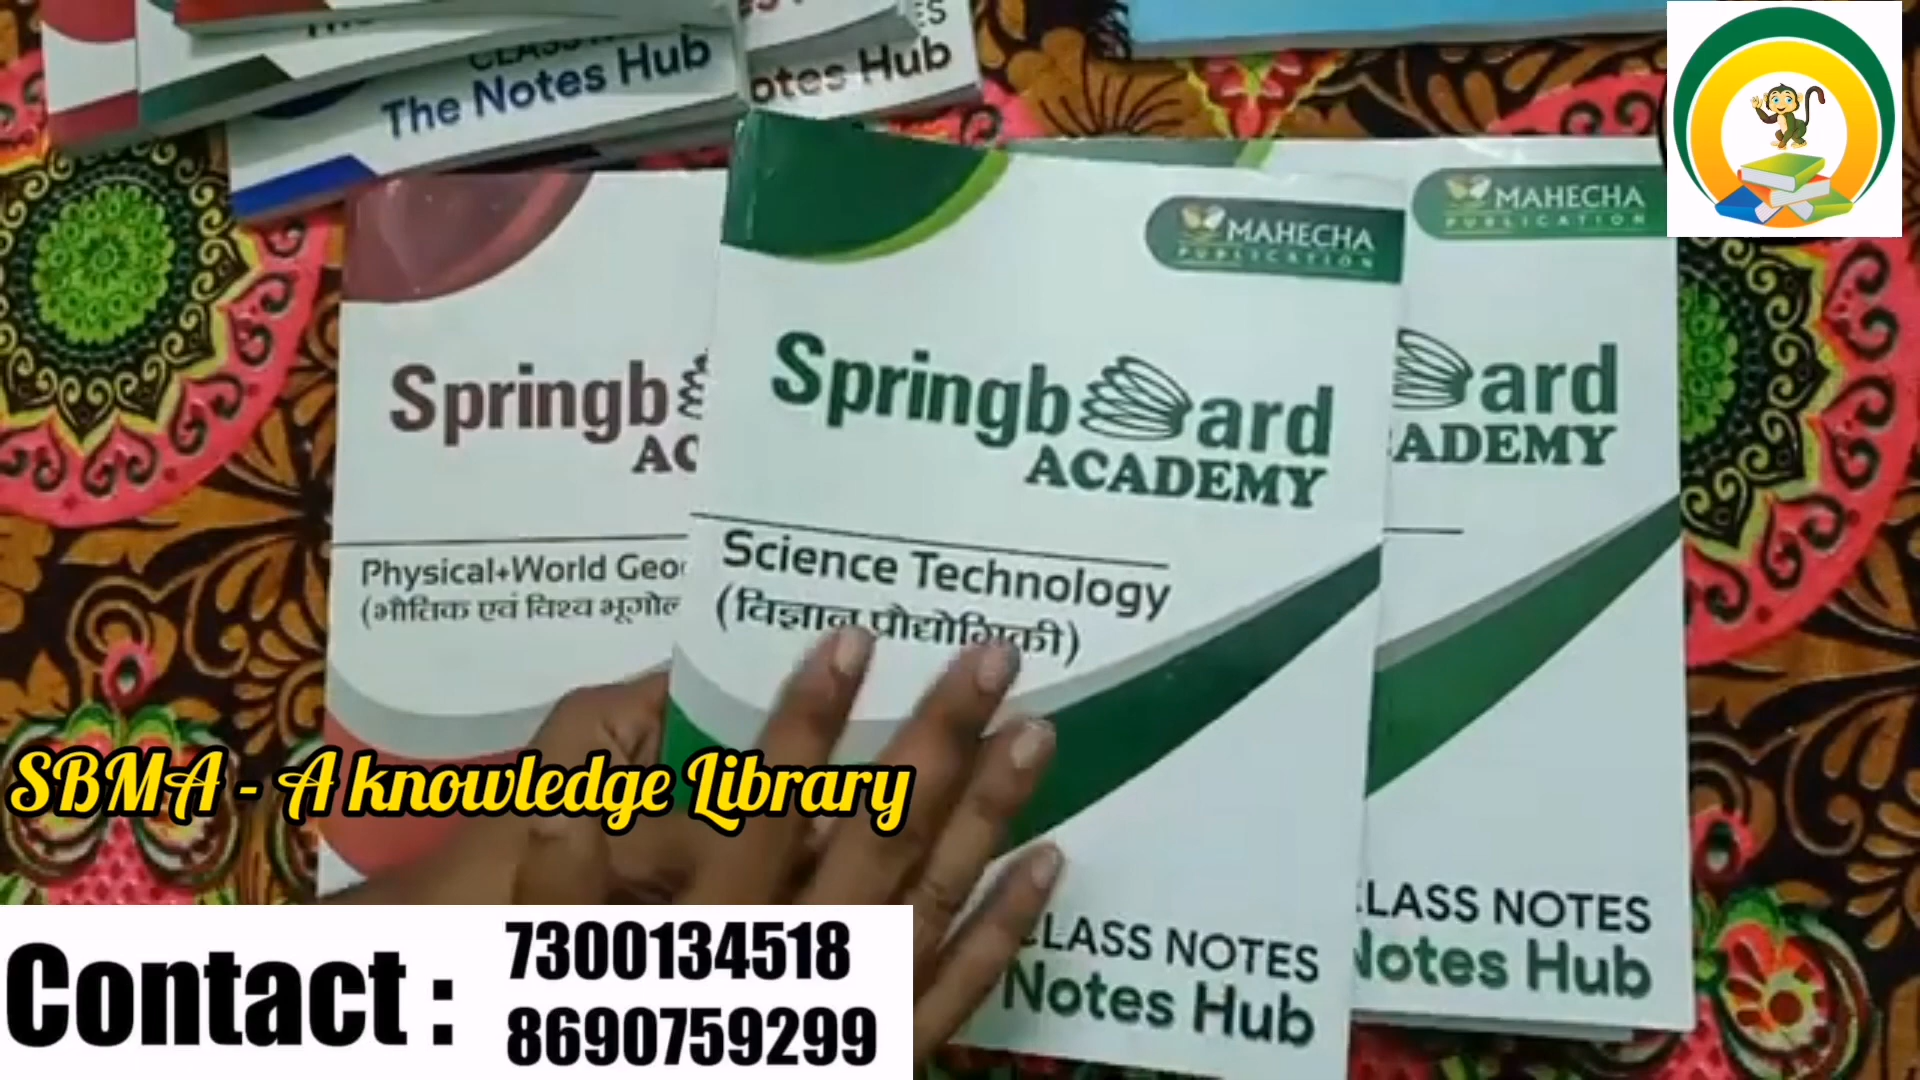 The Notes Hub
otes Hub
MAHECHA
PUBLICATION
MAHECHA
PUBLICATION
Springb
AC
Springboard
ACADEMY
ard
ADEMY
Physical+World Geo
(भौतिक एवं विश्व भूगोल
Science Technology
(विज्ञान प्रौद्योगिकी)
SBMA - A knowledge Library
CLASS NOTES
Notes Hub
LASS NOTES
Notes Hub
Contact :
7300134518
8690759299